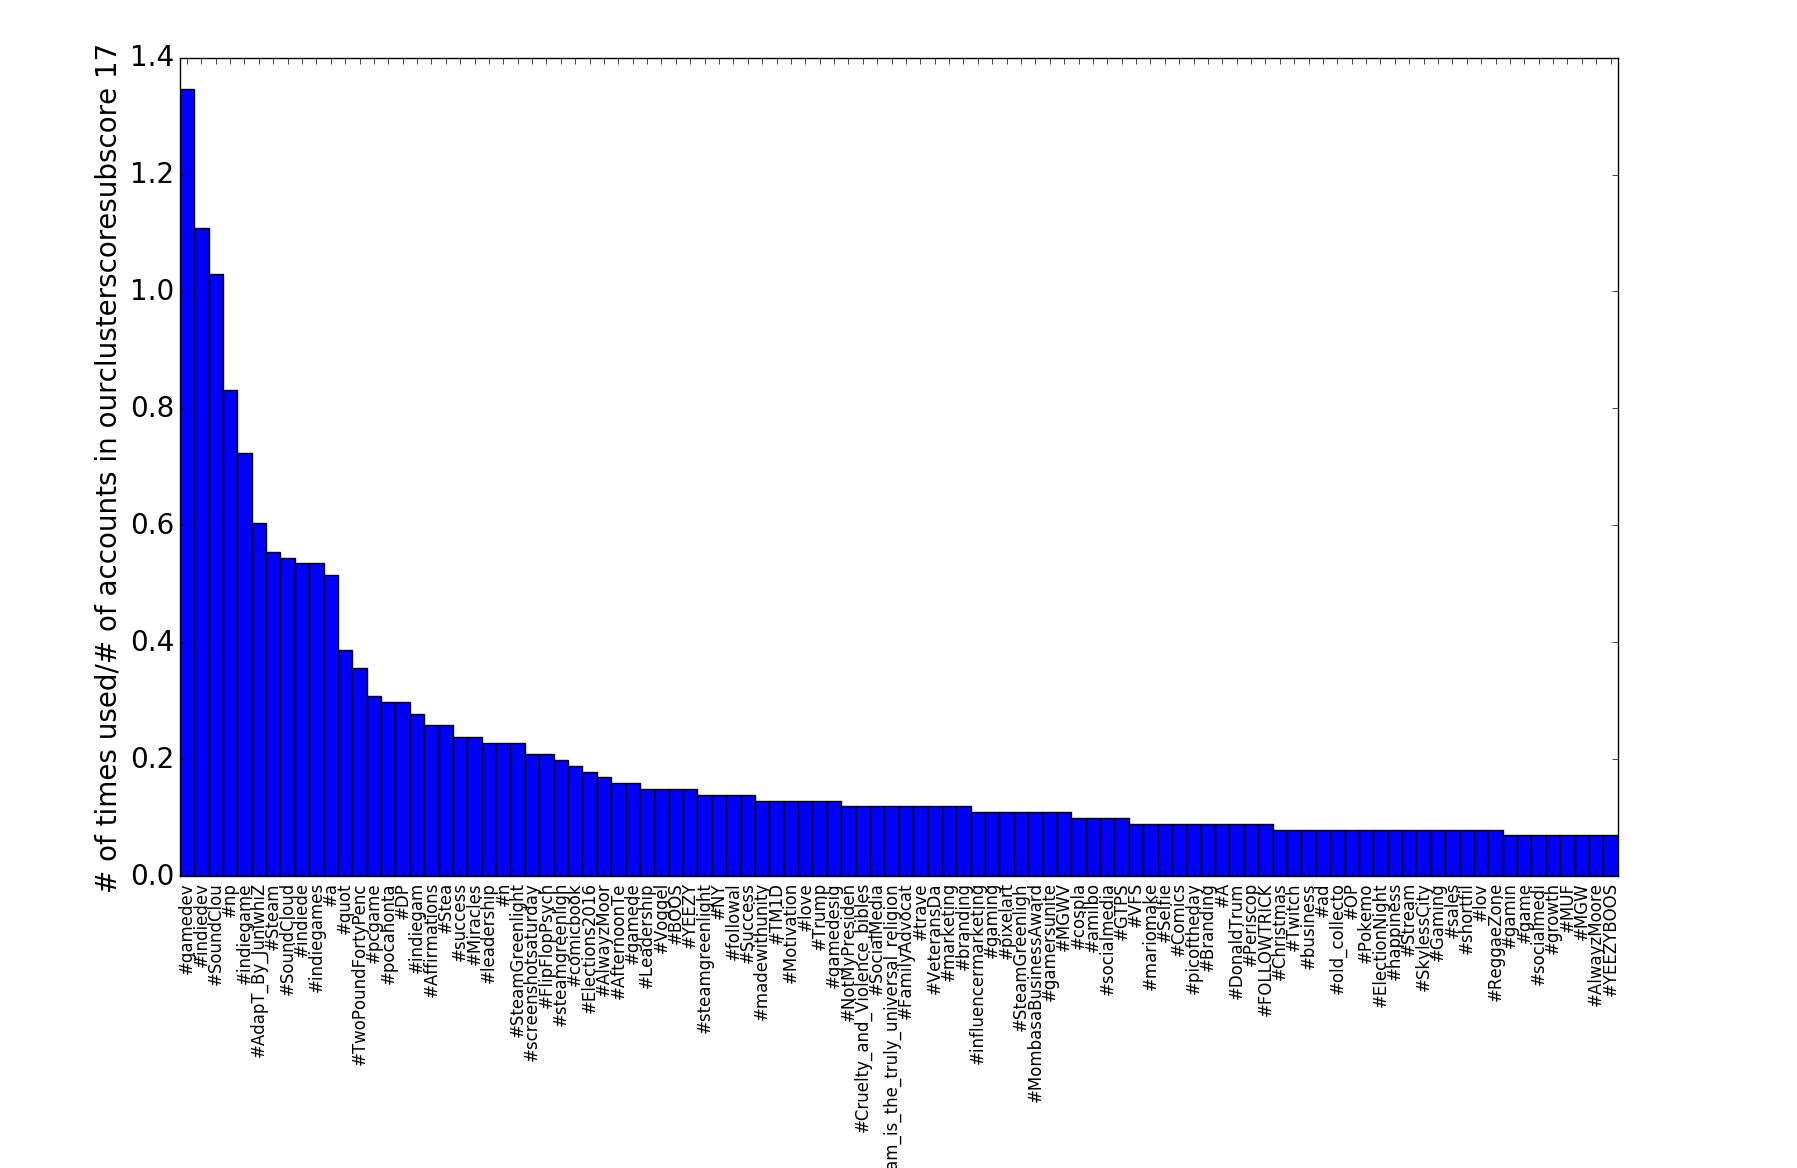 # of times used/# of accounts in ourclusterscoresubscore 17
1.4
1.2
1.0
0.8
0.6
0.4
0.2
0.0
#gamedev
#indiedev
#SoundClou
#np
#indiegame
#AdapT_By_JunWhiZ
#Steam
#SoundCloud
#indiede
#indiegames
#a
#quot
#TwoPoundFortyPenc
#pcgame
#pocahonta
#DP
#indiegam
#Affirmations
#Stea
#success
#Miracles
#leadership
#n
#SteamGreenlight
#screenshotsaturday
#FlipFlopPsych
#steamgreenligh
#comicbook
#Elections2016
#AlwayzMoor
#AfternoonTe
#gamede
#Leadership
#Voggel
#BOOS
#YEEZY
#steamgreenlight
#NY
#followal
#Success
#madewithunity
#TM1D
#Motivation
#love
#Trump
#gamedesig
#NotMyPresiden
#Cruelty_and_Violence_bibles
#SocialMedia
am_is_the_truly_universal_religion
#FamilyAdvocat
#trave
#VeteransDa
#marketing
#branding
#influencermarketing
#gaming
#pixelart
#SteamGreenligh
#MombasaBusinessAward
#gamersunite
#MGWV
#cospla
#amiibo
#socialmedia
#GTPS
#VFS
#mariomake
#Selfie
#Comics
#picoftheday
#Branding
#A
#DonaldTrum
#Periscop
#FOLLOWTRICK
#Christmas
#Twitch
#business
#ad
#old_collecto
#OP
#Pokemo
#ElectionNight
#happiness
#Stream
#SkylessCity
#Gaming
#sales
#shortfil
#lov
#ReggaeZone
#gamin
#game
#socialmedi
#growth
#MUF
#MGW
#AlwayzMoore
#YEEZYBOOS